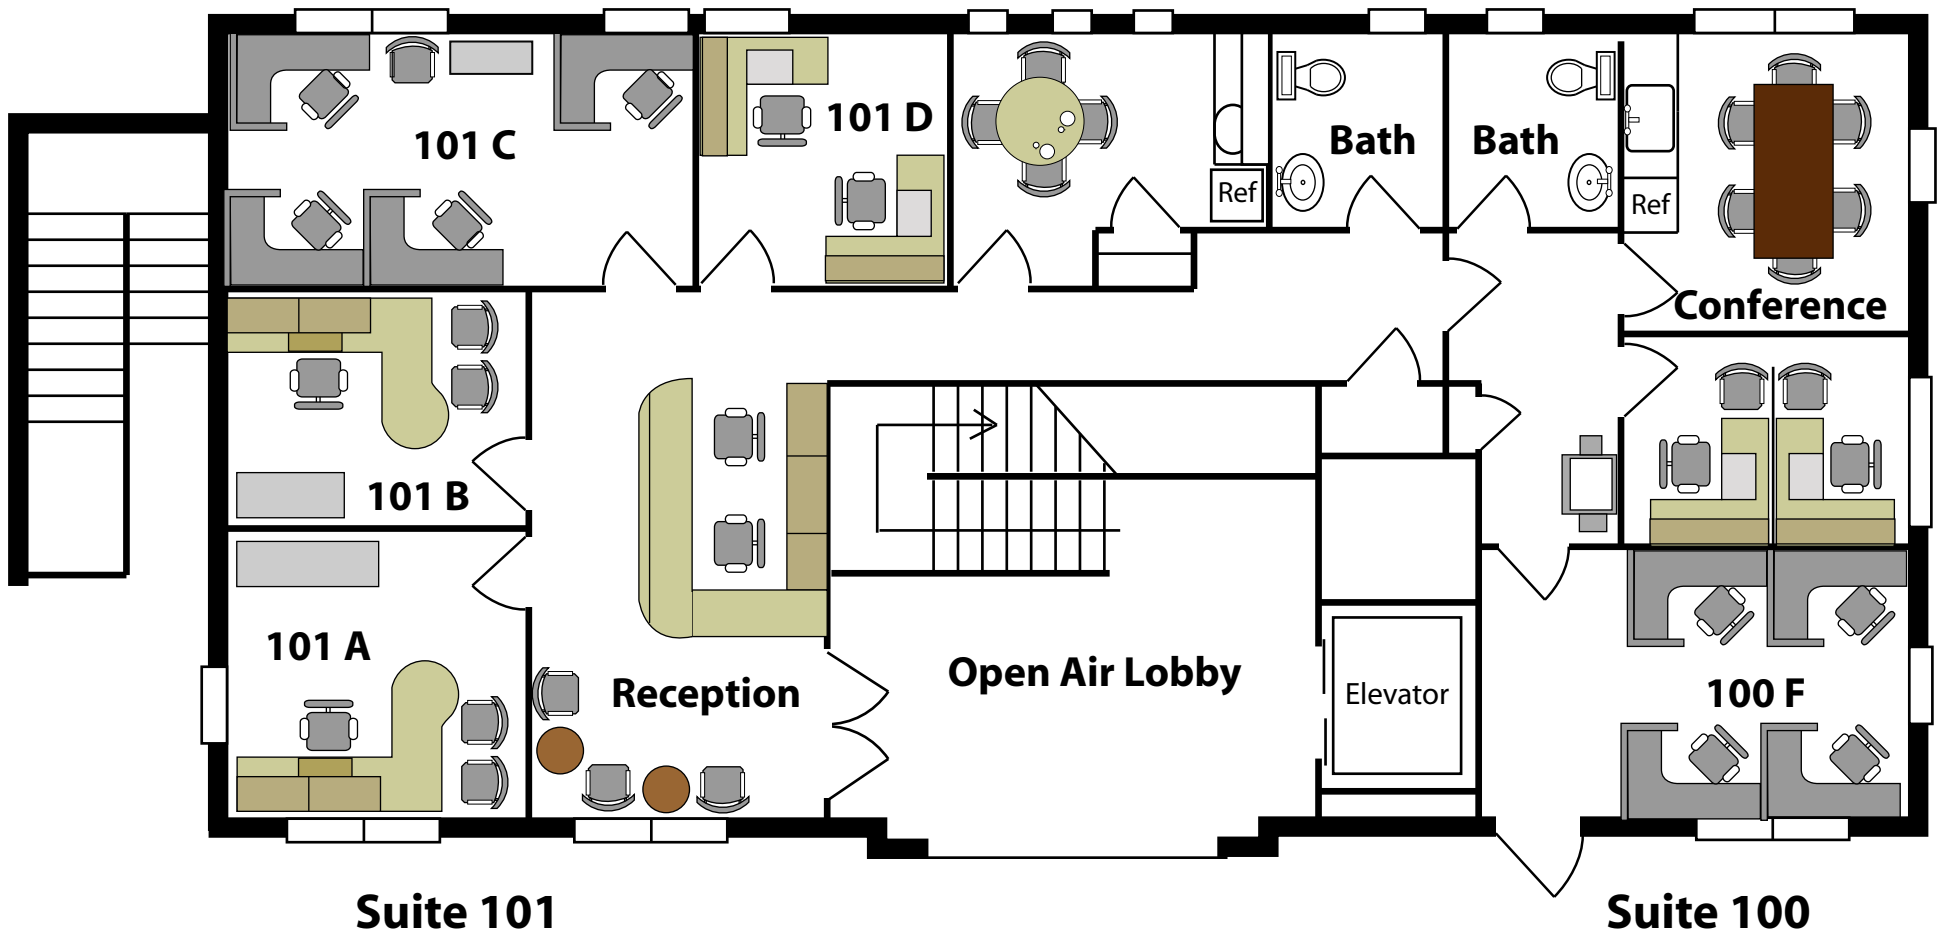 101 C
101 D
Bath
Bath
Ref
Ref
Conference
101 B
101 A
Reception
Open Air Lobby
Elevator
100 F
Suite 101
Suite 100